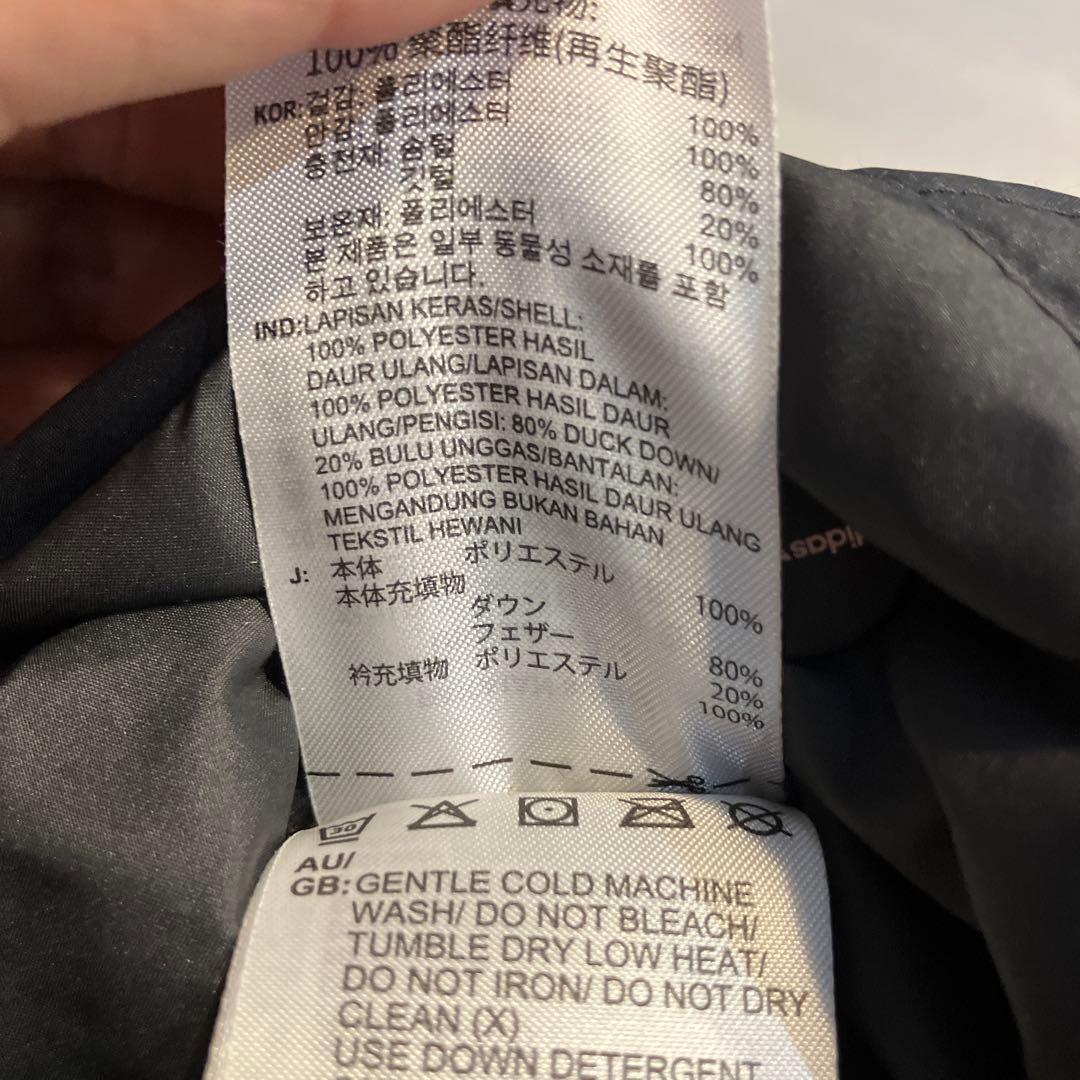 充物:
100% 聚酯纤维(再生聚酯)
KOR: 겉감: 폴리에스터 100%
안감: 폴리에스터 100%
충전재: 솜털 80%
깃털 20%
본온재: 폴리에스터 100%
본 제품은 일부 동물성 소재를 포함
하고 있습니다.
IND: LAPISAN KERAS/SHELL:
100% POLYESTER HASIL
DAUR ULANG/LAPISAN DALAM:
100% POLYESTER HASIL DAUR
ULANG/PENGISI: 80% DUCK DOWN/
20% BULU UNGGAS/BANTALAN:
100% POLYESTER HASIL DAUR ULANG
MENGANDUNG BUKAN BAHAN
TEKSTIL HEWANI
J: 本体 ポリエステル 100%
本体充填物
ダウン 80%
フェザー 20%
衿充填物 ポリエステル 100%
30
AU/
GB: GENTLE COLD MACHINE
WASH/ DO NOT BLEACH/
TUMBLE DRY LOW HEAT/
DO NOT IRON/ DO NOT DRY
CLEAN (X)
USE DOWN DETERGENT